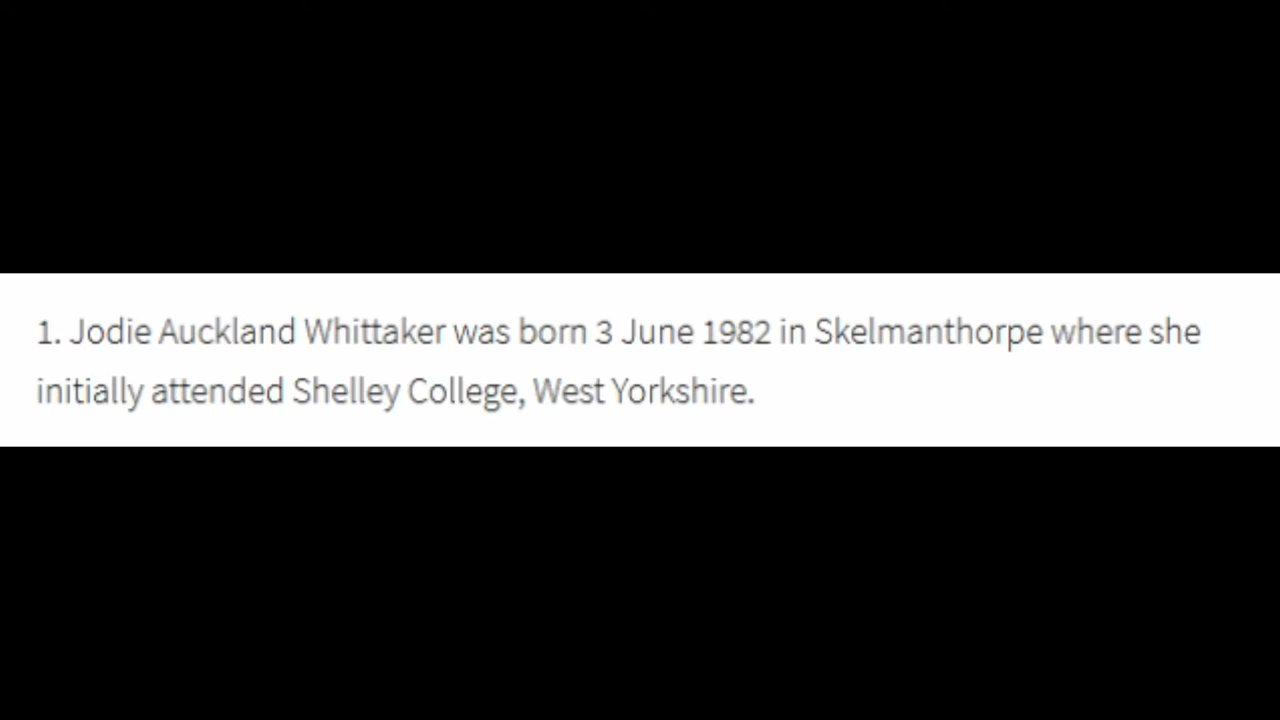 1. Jodie Auckland Whittaker was born 3 June 1982 in Skelmanthorpe where she
initially attended Shelley College, West Yorkshire.